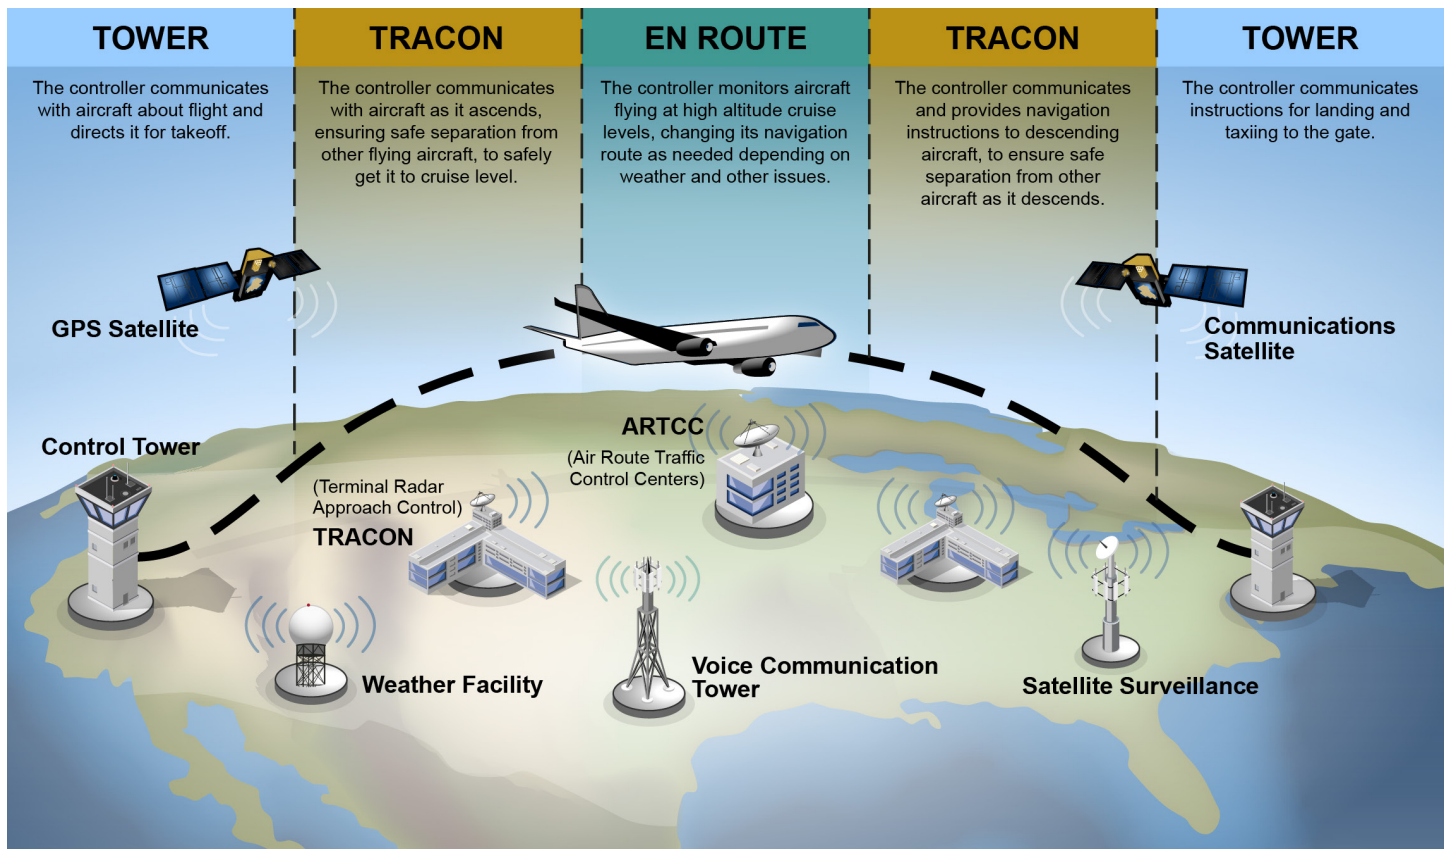 TOWER
The controller communicates
with aircraft about flight and
directs it for takeoff.
TRACON
The controller communicates
with aircraft as it ascends,
ensuring safe separation from
other flying aircraft, to safely
get it to cruise level.
EN ROUTE
The controller monitors aircraft
flying at high altitude cruise
levels, changing its navigation
route as needed depending on
weather and other issues.
TRACON
The controller communicates
and provides navigation
instructions to descending
aircraft, to ensure safe
separation from other
aircraft as it descends.
TOWER
The controller communicates
instructions for landing and
taxiing to the gate.
GPS Satellite
Communications
Satellite
Control Tower
(Terminal Radar
Approach Control)
TRACON
ARTCC
(Air Route Traffic
Control Centers)
Weather Facility
Voice Communication
Tower
Satellite Surveillance